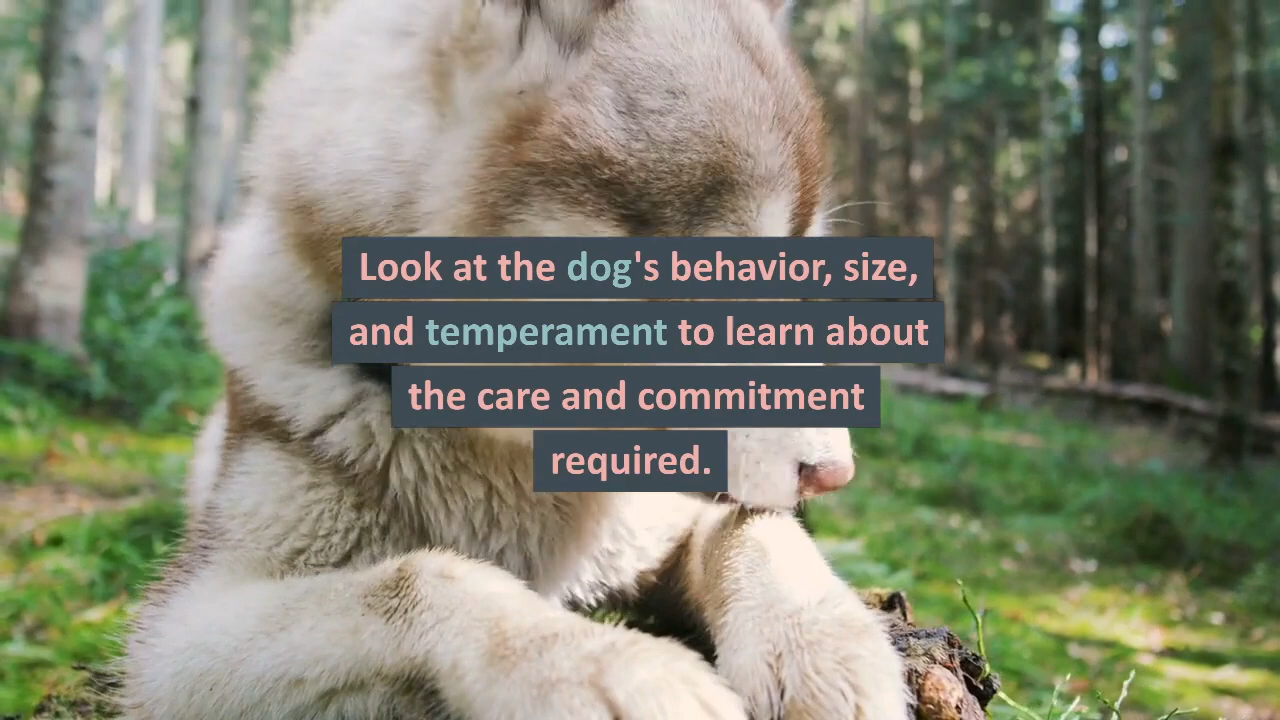 Look at the dog's behavior, size,
and temperament to learn about
the care and commitment
required.